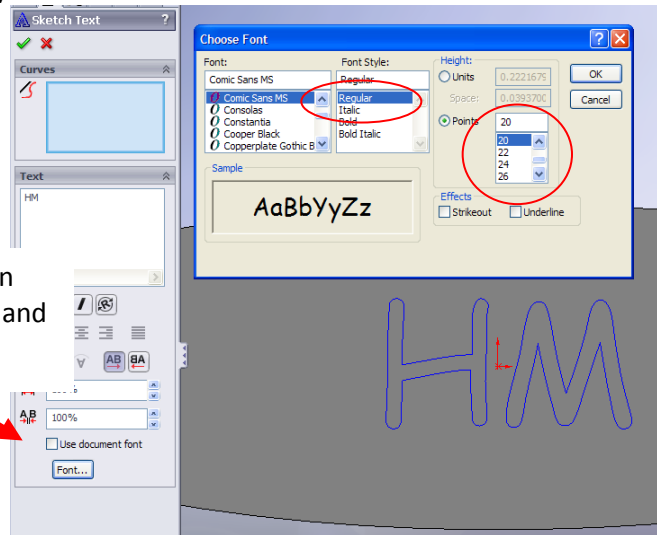 Sketch Text ?
Curves
Text
HM
n
and
AB BA
100%
Use document font
Font...
Choose Font
Font:
Comic Sans MS
Comic Sans MS
Consolas
Constantia
Cooper Black
Copperplate Gothic B
Font Style:
Regular
Regular
Italic
Bold
Bold Italic
Height:
Units 0.2221679
Space: 0.0393700
Points 20
20
22
24
26
OK
Cancel
Sample
AaBbYyZz
Effects
Strikeout Underline
HM